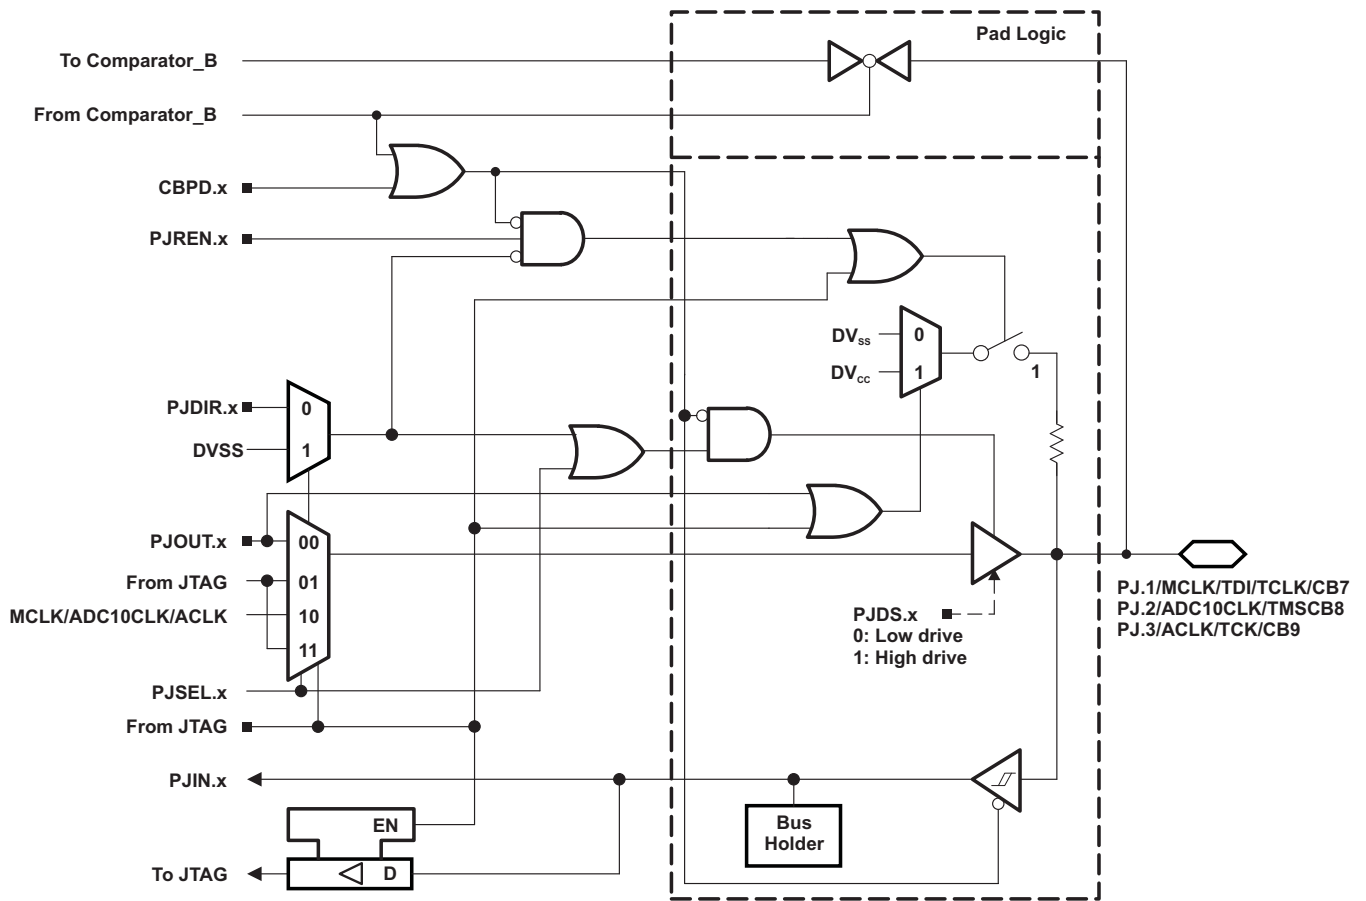 Pad Logic
To Comparator_B
From Comparator_B
CBPD.x
PJREN.x
DVSS
0
DVCC
1
1
PJDIR.x
0
DVSS
1
PJOUT.x
00
From JTAG
01
MCLK/ADC10CLK/ACLK
10
11
PJDS.x
0: Low drive
1: High drive
PJ.1/MCLK/TDI/TCLK/CB7
PJ.2/ADC10CLK/TMSCB8
PJ.3/ACLK/TCK/CB9
PJSEL.x
From JTAG
PJIN.x
Bus
Holder
EN
D
To JTAG